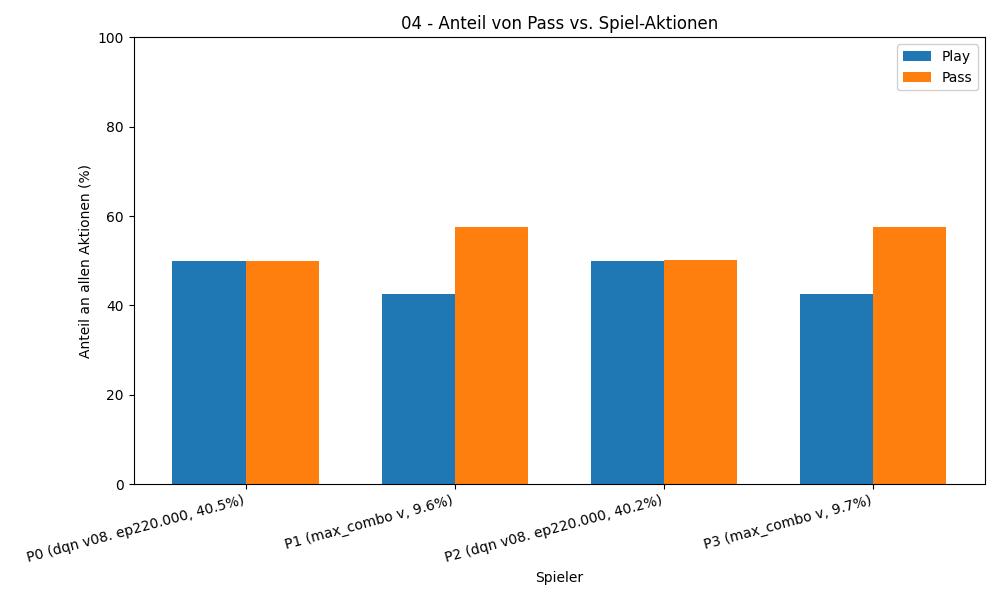 04 - Anteil von Pass vs. Spiel-Aktionen
Play
Pass
Anteil an allen Aktionen (%)
100
80
60
40
20
0
P0 (dqn v08. ep220.000, 40.5%)
P1 (max_combo v, 9.6%)
P2 (dqn v08. ep220.000, 40.2%)
P3 (max_combo v, 9.7%)
Spieler